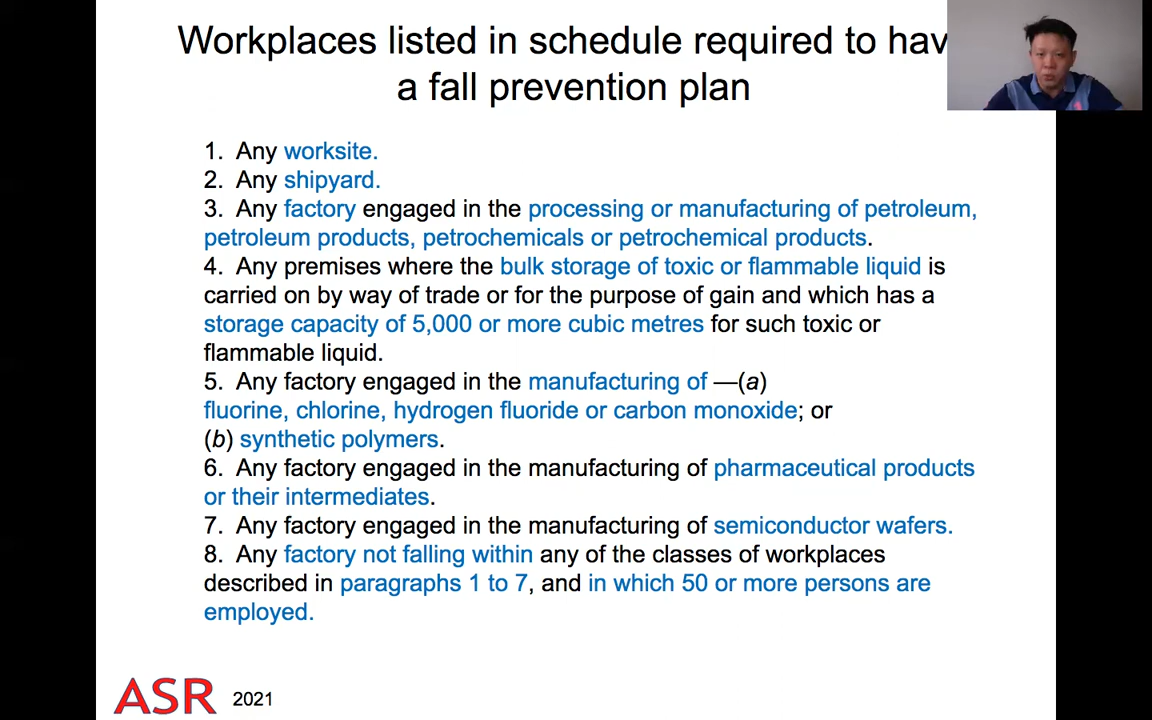 Workplaces listed in schedule required to hav
a fall prevention plan
1. Any worksite.
2. Any shipyard.
3. Any factory engaged in the processing or manufacturing of petroleum,
petroleum products, petrochemicals or petrochemical products.
4. Any premises where the bulk storage of toxic or flammable liquid is
carried on by way of trade or for the purpose of gain and which has a
storage capacity of 5,000 or more cubic metres for such toxic or
flammable liquid.
5. Any factory engaged in the manufacturing of —(a)
fluorine, chlorine, hydrogen fluoride or carbon monoxide; or
(b) synthetic polymers.
6. Any factory engaged in the manufacturing of pharmaceutical products
or their intermediates.
7. Any factory engaged in the manufacturing of semiconductor wafers.
8. Any factory not falling within any of the classes of workplaces
described in paragraphs 1 to 7, and in which 50 or more persons are
employed.
ASR 2021